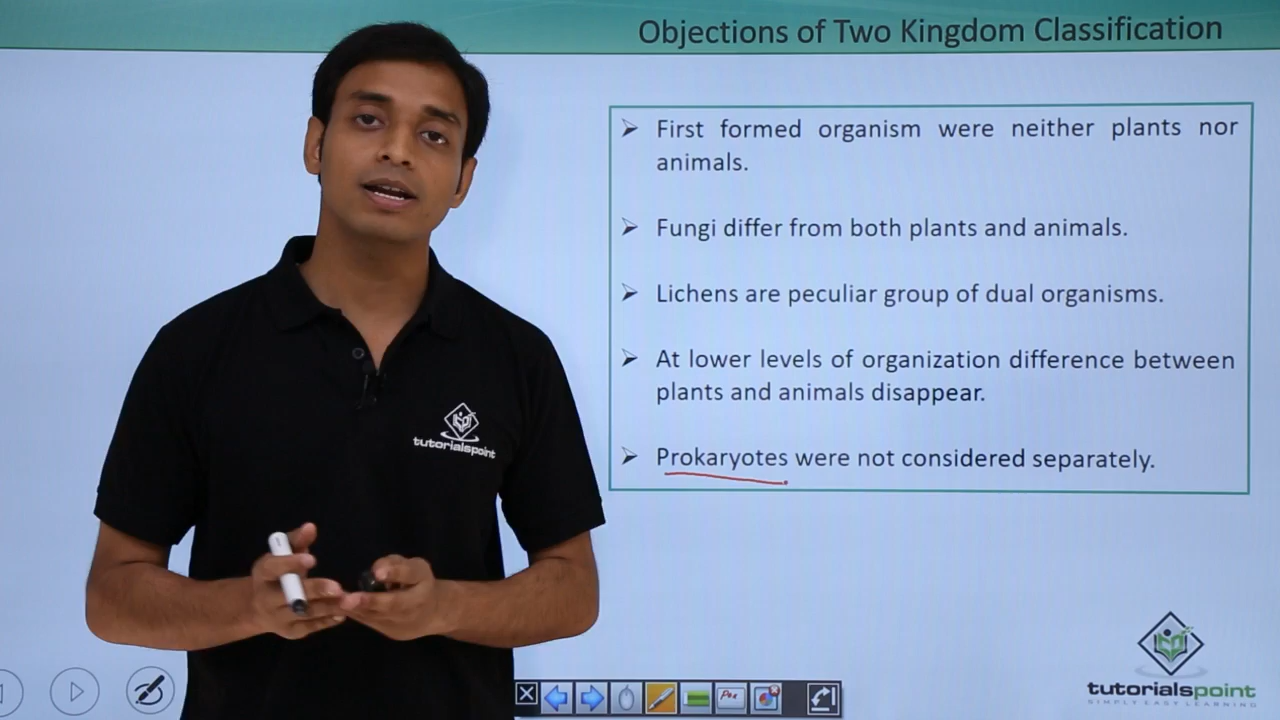 Objections of Two Kingdom Classification
First formed organism were neither plants nor
animals.
Fungi differ from both plants and animals.
Lichens are peculiar group of dual organisms.
At lower levels of organization difference between
plants and animals disappear.
Prokaryotes were not considered separately.
tutorialspoint
Pen
tutorialspoint
SIMPLY EASY LEARNING